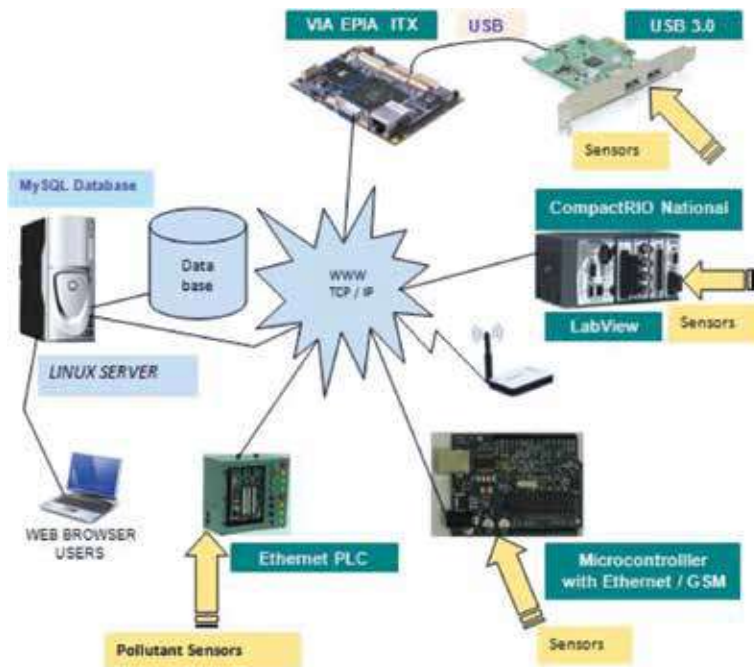 VIA EPIA ITX
USB
USB 3.0
Sensors
MySQL Database
Data
base
WWW
TCP / IP
CompactRIO National
LabView
Sensors
LINUX SERVER
WEB BROWSER
USERS
Ethernet PLC
Microcontrolller
with Ethernet / GSM
Pollutant Sensors
Sensors